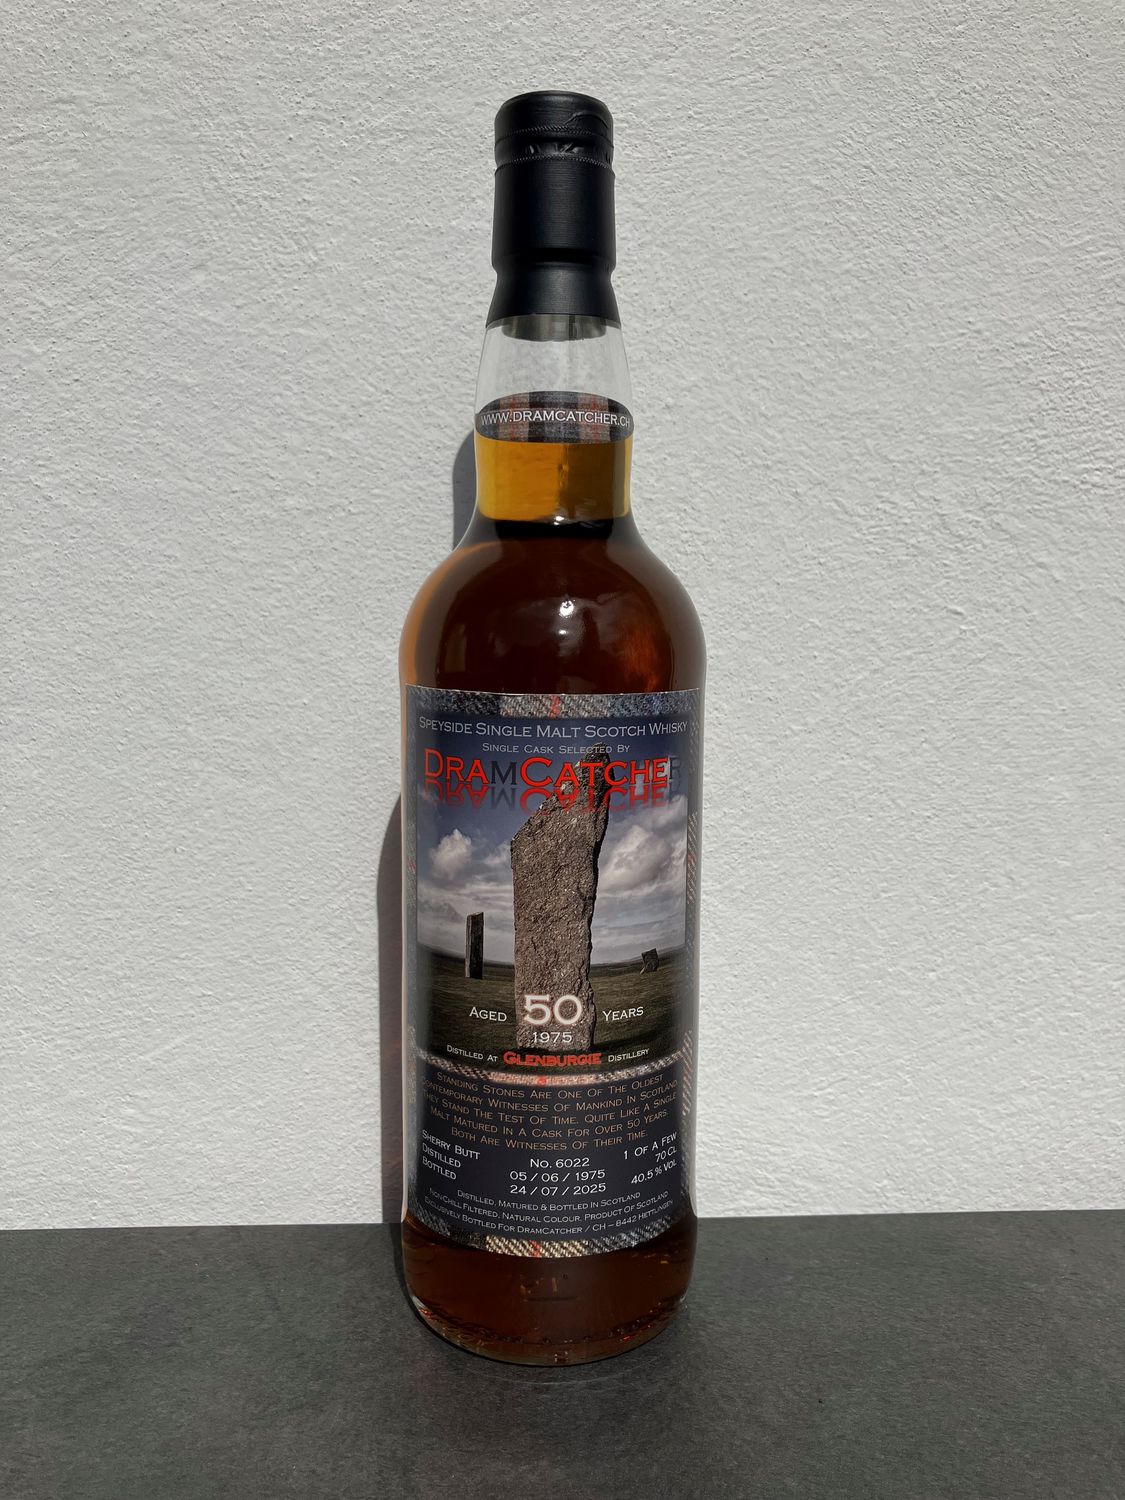 WWW.DRAMCATCHER.CH
SPEYSIDE SINGLE MALT SCOTCH WHISKY
SINGLE CASK SELECTED BY
DRAMCATCHER
AGED 50 YEARS
1975
DISTILLED AT GLENBURGIE DISTILLERY
STANDING STONES ARE ONE OF THE OLDEST
CONTEMPORARY WITNESSES OF MANKIND IN SCOTLAND
THEY STAND THE TEST OF TIME. QUITE LIKE A SINGLE
MALT MATURED IN A CASK FOR OVER 50 YEARS.
BOTH ARE WITNESSES OF THEIR TIME.
SHERRY BUTT NO. 6022 1 OF A FEW
DISTILLED 05 / 06 / 1975 70 CL
BOTTLED 24 / 07 / 2025 40.5 % VOL
DISTILLED, MATURED & BOTTLED IN SCOTLAND
NON-CHILL FILTERED, NATURAL COLOUR, PRODUCT OF SCOTLAND
EXCLUSIVELY BOTTLED FOR DRAMCATCHER / CH – 8442 HETTLINGEN